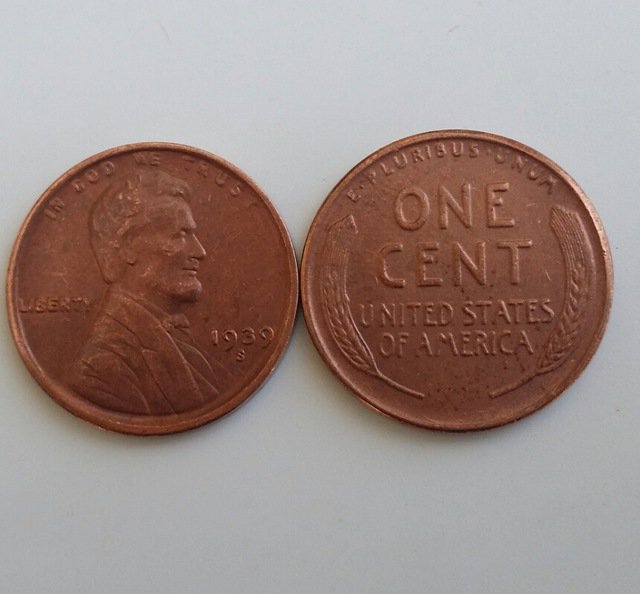 IN GOD WE TRUST
LIBERTY
1939
S
E·PLURIBUS·UNUM
ONE
CENT
UNITED STATES
OF AMERICA